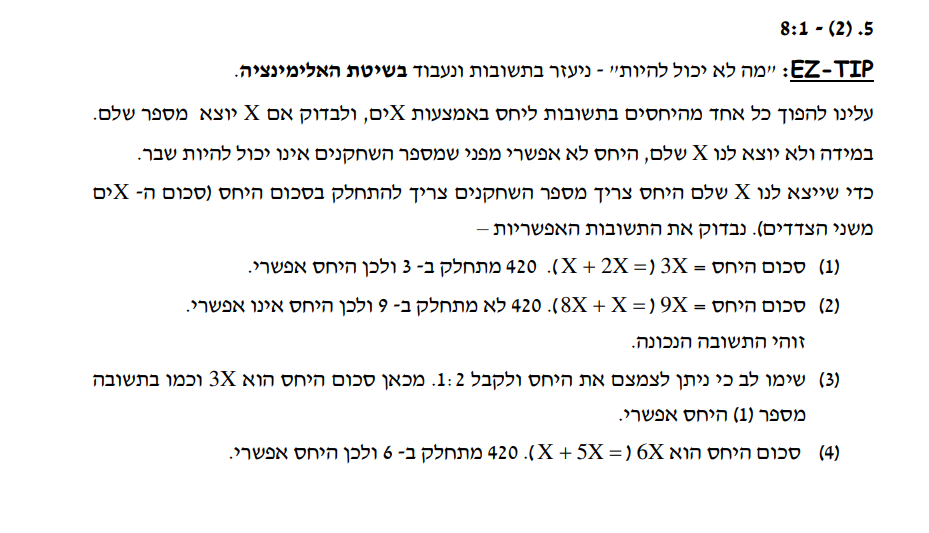 5. (2) - 8:1
EZ-TIP: "מה לא יכול להיות" - ניעזר בתשובות ונעבוד בשיטת האלימינציה.
עלינו להפוך כל אחד מהיחסים בתשובות ליחס באמצעות Xים, ולבדוק אם X יוצא מספר שלם.
במידה ולא יוצא לנו X שלם, היחס לא אפשרי מפני שמספר השחקנים אינו יכול להיות שבר.
כדי שייצא לנו X שלם היחס צריך מספר השחקנים צריך להתחלק בסכום היחס (סכום ה- Xים
משני הצדדים). נבדוק את התשובות האפשריות –
(1) סכום היחס = 3X (= X + 2X). 420 מתחלק ב- 3 ולכן היחס אפשרי.
(2) סכום היחס = 9X (= 8X + X). 420 לא מתחלק ב- 9 ולכן היחס אינו אפשרי.
זוהי התשובה הנכונה.
(3) שימו לב כי ניתן לצמצם את היחס ולקבל 1:2. מכאן סכום היחס הוא 3X וכמו בתשובה
מספר (1) היחס אפשרי.
(4) סכום היחס הוא 6X (= X + 5X). 420 מתחלק ב- 6 ולכן היחס אפשרי.